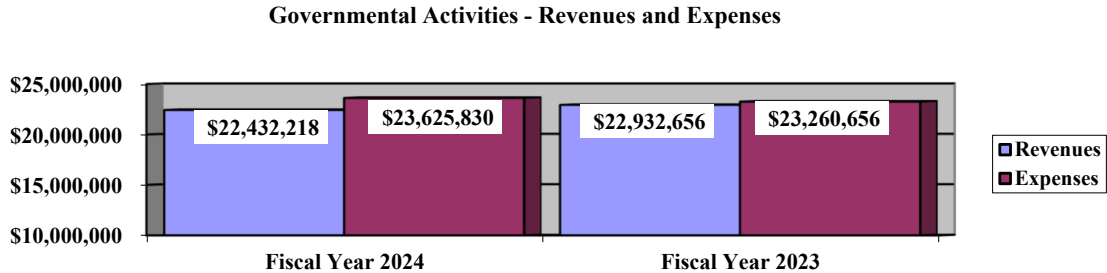 Governmental Activities - Revenues and Expenses
$25,000,000
$20,000,000
$15,000,000
$10,000,000
$22,432,218
$23,625,830
$22,932,656
$23,260,656
Revenues
Expenses
Fiscal Year 2024
Fiscal Year 2023